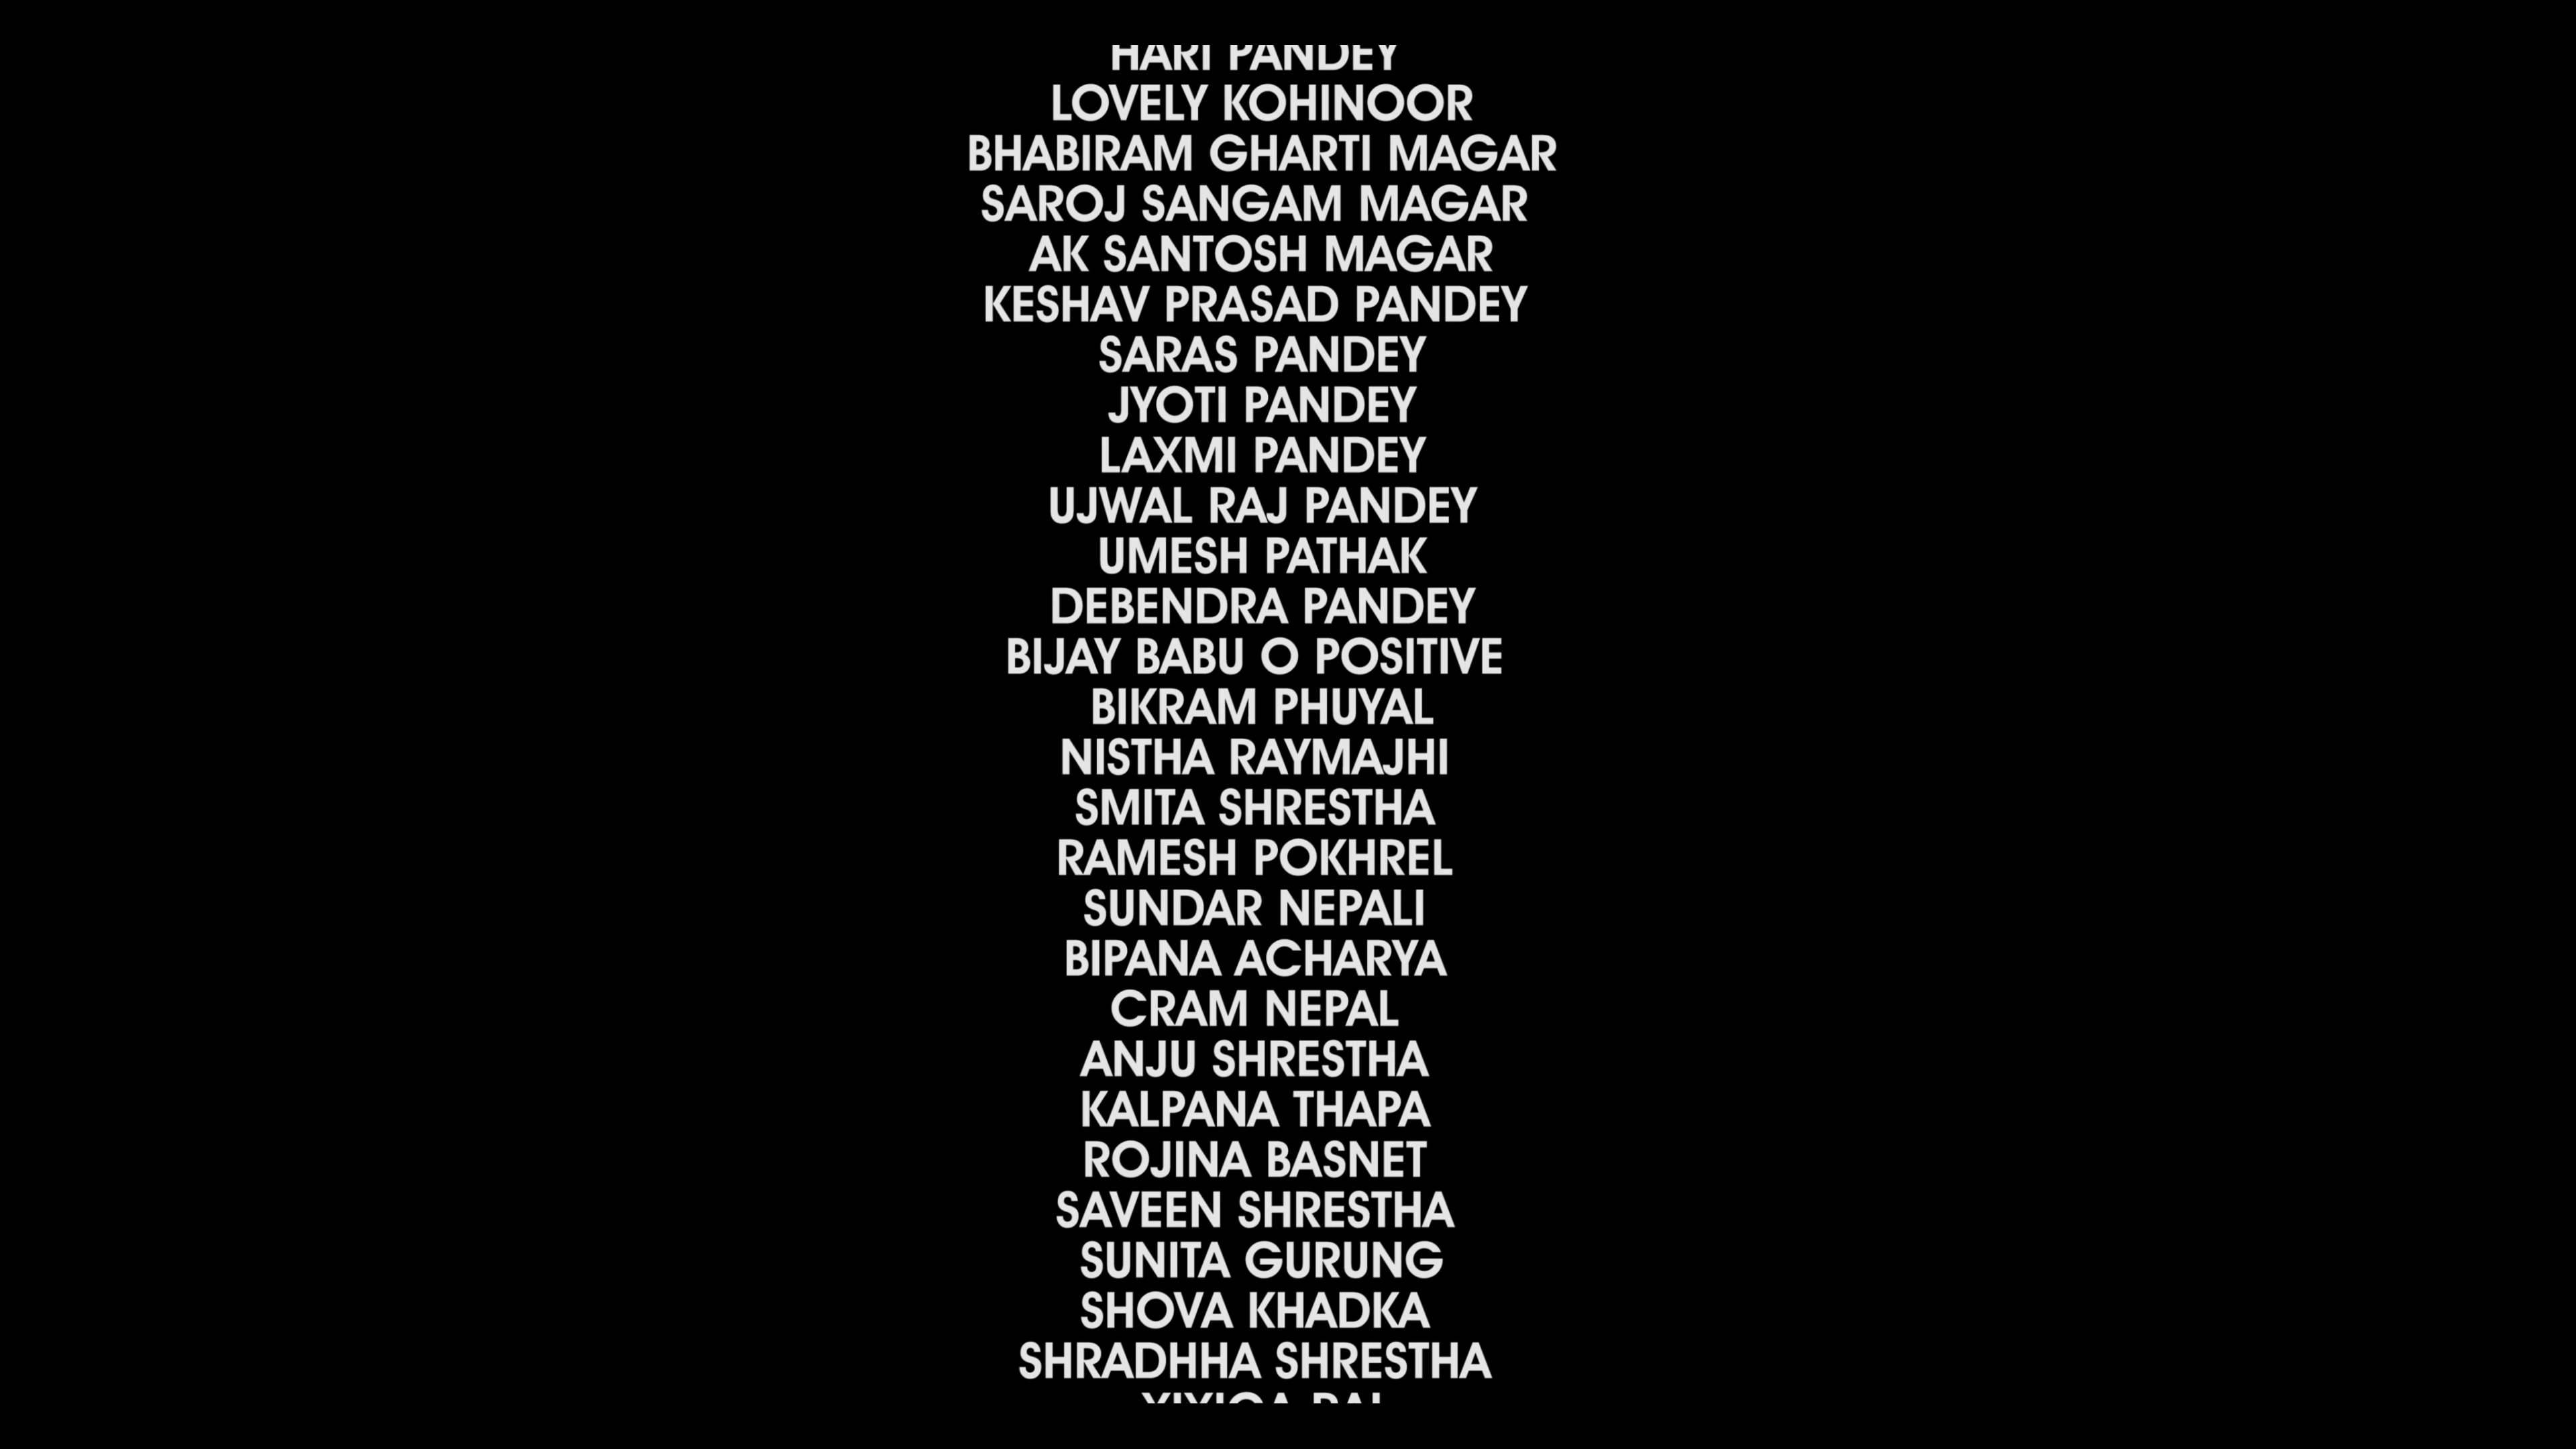 HARI PANDEY
LOVELY KOHINOOR
BHABIRAM GHARTI MAGAR
SAROJ SANGAM MAGAR
AK SANTOSH MAGAR
KESHAV PRASAD PANDEY
SARAS PANDEY
JYOTI PANDEY
LAXMI PANDEY
UJWAL RAJ PANDEY
UMESH PATHAK
DEBENDRA PANDEY
BIJAY BABU O POSITIVE
BIKRAM PHUYAL
NISTHA RAYMAJHI
SMITA SHRESTHA
RAMESH POKHREL
SUNDAR NEPALI
BIPANA ACHARYA
CRAM NEPAL
ANJU SHRESTHA
KALPANA THAPA
ROJINA BASNET
SAVEEN SHRESTHA
SUNITA GURUNG
SHOVA KHADKA
SHRADHHA SHRESTHA